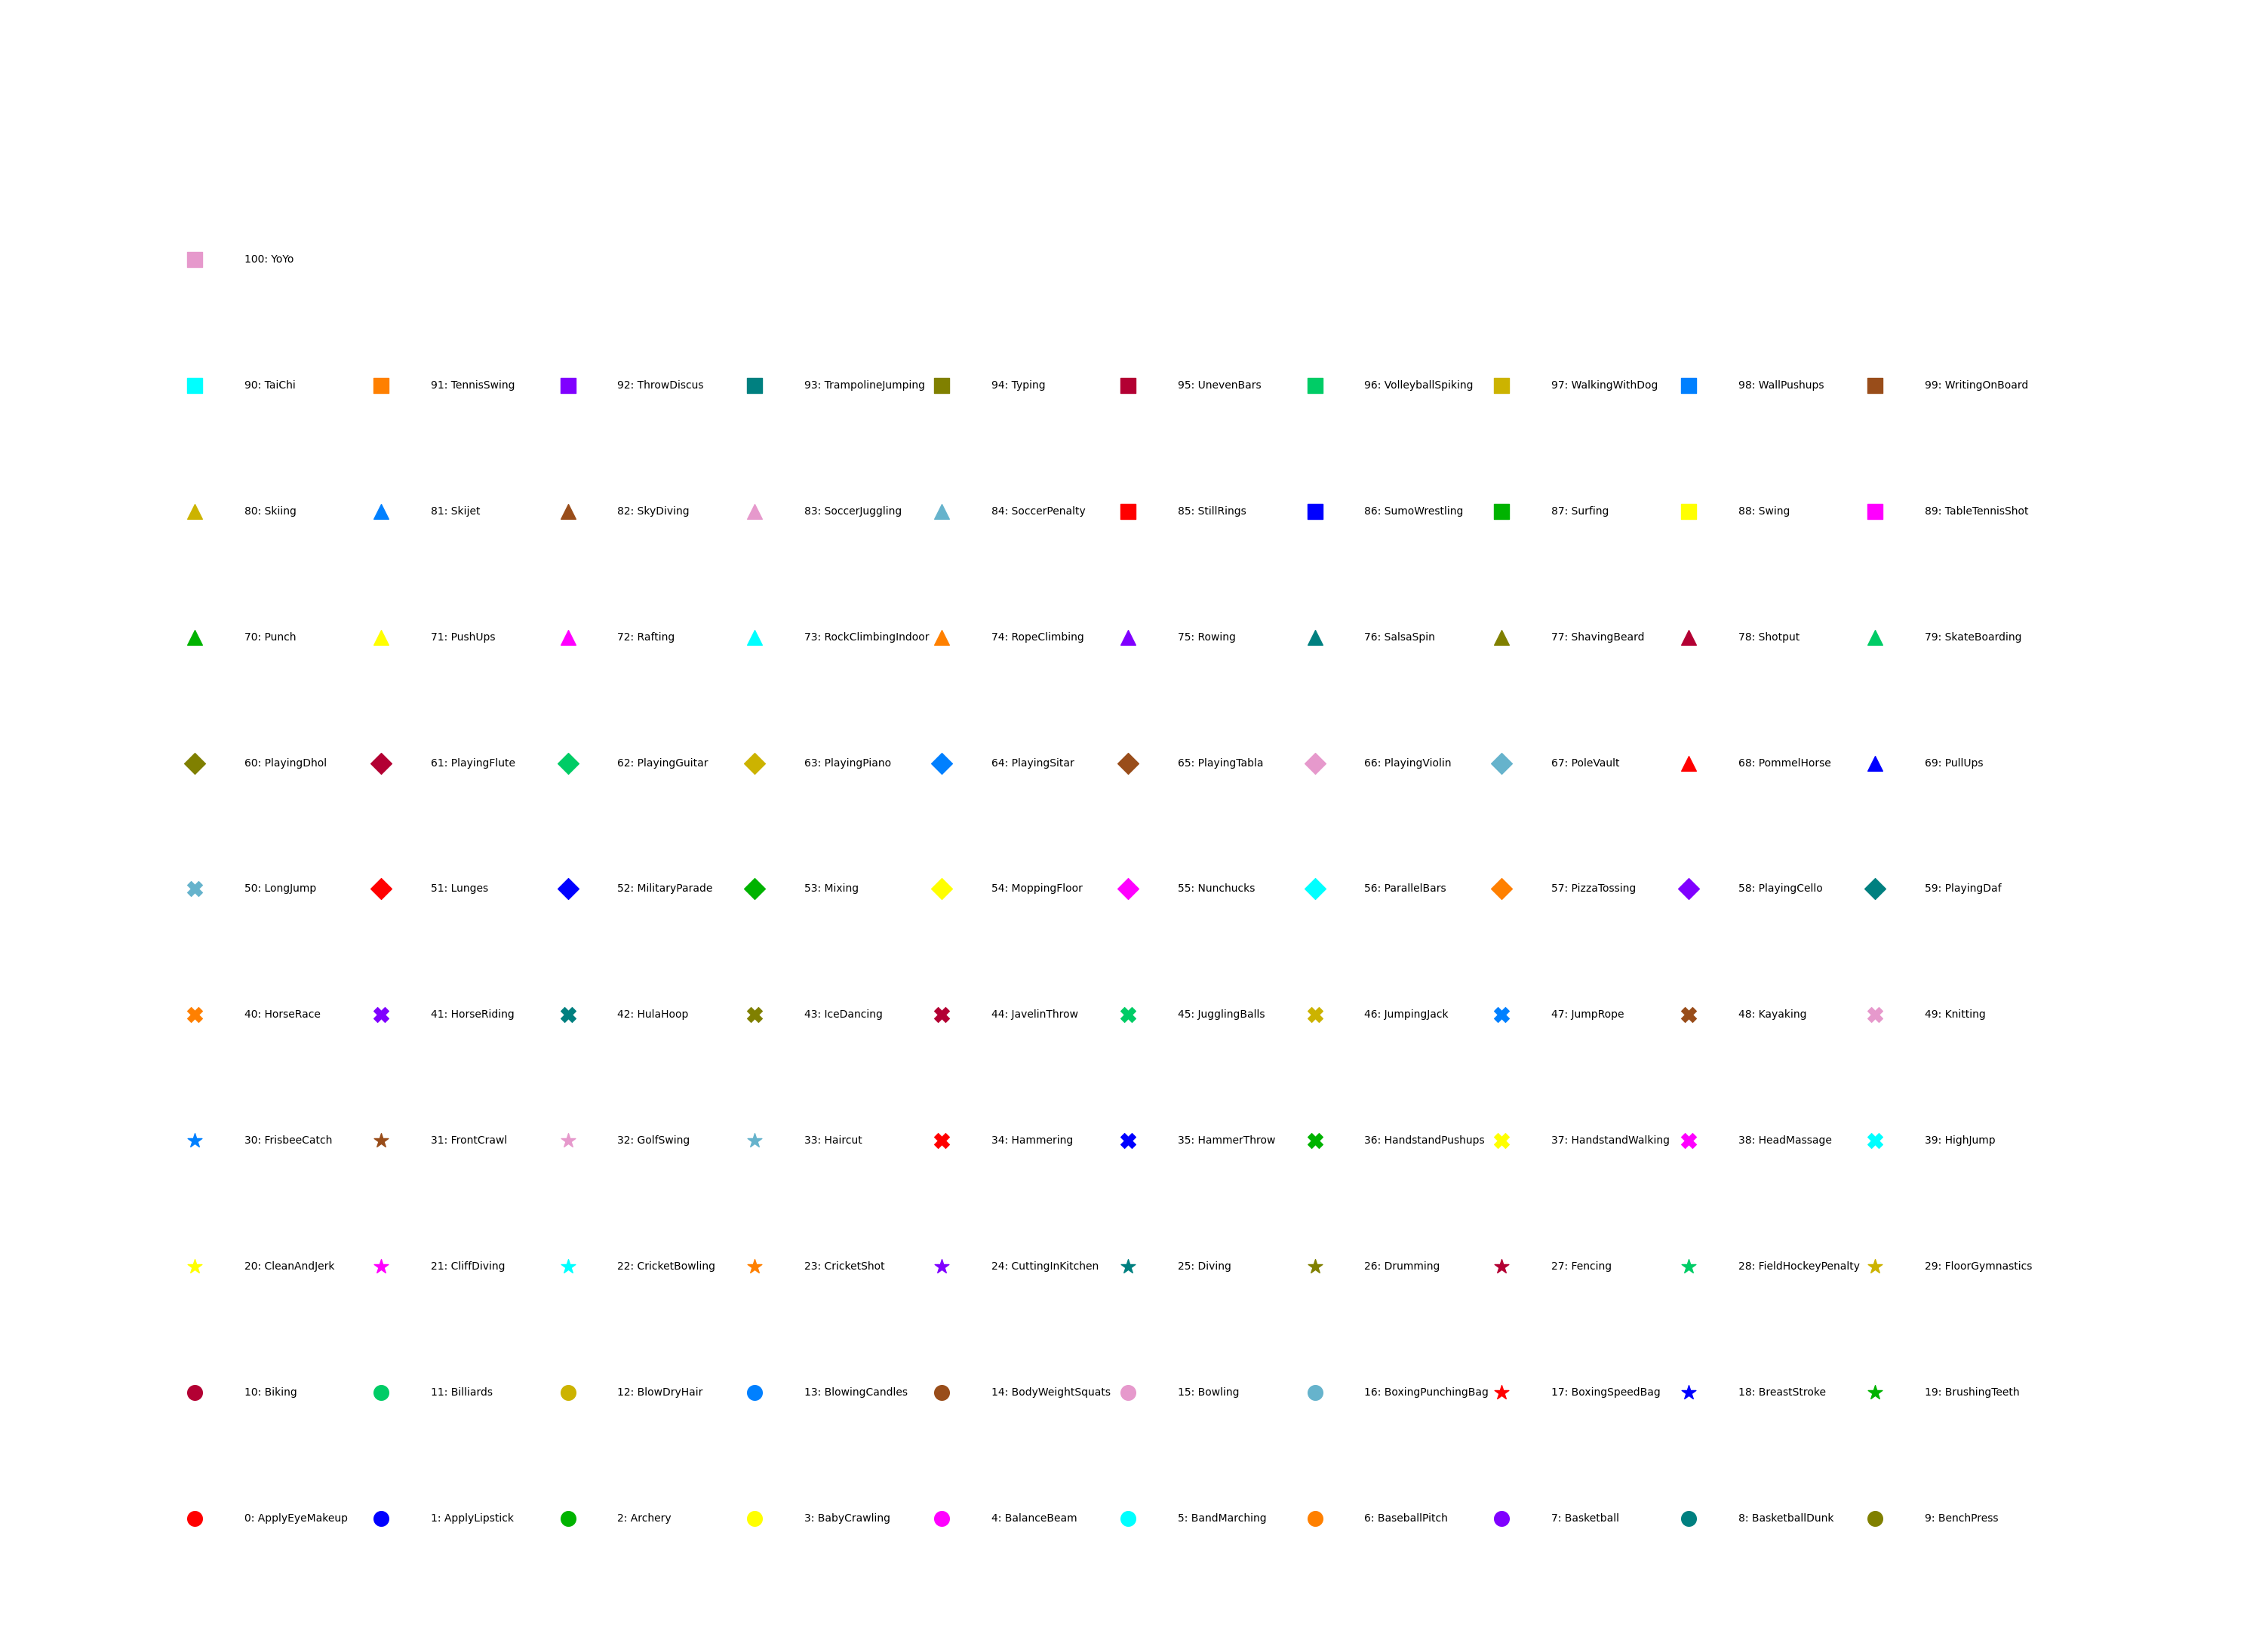 100: YoYo
90: TaiChi 91: TennisSwing 92: ThrowDiscus 93: TrampolineJumping 94: Typing 95: UnevenBars 96: VolleyballSpiking 97: WalkingWithDog 98: WallPushups 99: WritingOnBoard
80: Skiing 81: Skijet 82: SkyDiving 83: SoccerJuggling 84: SoccerPenalty 85: StillRings 86: SumoWrestling 87: Surfing 88: Swing 89: TableTennisShot
70: Punch 71: PushUps 72: Rafting 73: RockClimbingIndoor 74: RopeClimbing 75: Rowing 76: SalsaSpin 77: ShavingBeard 78: Shotput 79: SkateBoarding
60: PlayingDhol 61: PlayingFlute 62: PlayingGuitar 63: PlayingPiano 64: PlayingSitar 65: PlayingTabla 66: PlayingViolin 67: PoleVault 68: PommelHorse 69: PullUps
50: LongJump 51: Lunges 52: MilitaryParade 53: Mixing 54: MoppingFloor 55: Nunchucks 56: ParallelBars 57: PizzaTossing 58: PlayingCello 59: PlayingDaf
40: HorseRace 41: HorseRiding 42: HulaHoop 43: IceDancing 44: JavelinThrow 45: JugglingBalls 46: JumpingJack 47: JumpRope 48: Kayaking 49: Knitting
30: FrisbeeCatch 31: FrontCrawl 32: GolfSwing 33: Haircut 34: Hammering 35: HammerThrow 36: HandstandPushups 37: HandstandWalking 38: HeadMassage 39: HighJump
20: CleanAndJerk 21: CliffDiving 22: CricketBowling 23: CricketShot 24: CuttingInKitchen 25: Diving 26: Drumming 27: Fencing 28: FieldHockeyPenalty 29: FloorGymnastics
10: Biking 11: Billiards 12: BlowDryHair 13: BlowingCandles 14: BodyWeightSquats 15: Bowling 16: BoxingPunchingBag 17: BoxingSpeedBag 18: BreastStroke 19: BrushingTeeth
0: ApplyEyeMakeup 1: ApplyLipstick 2: Archery 3: BabyCrawling 4: BalanceBeam 5: BandMarching 6: BaseballPitch 7: Basketball 8: BasketballDunk 9: BenchPress